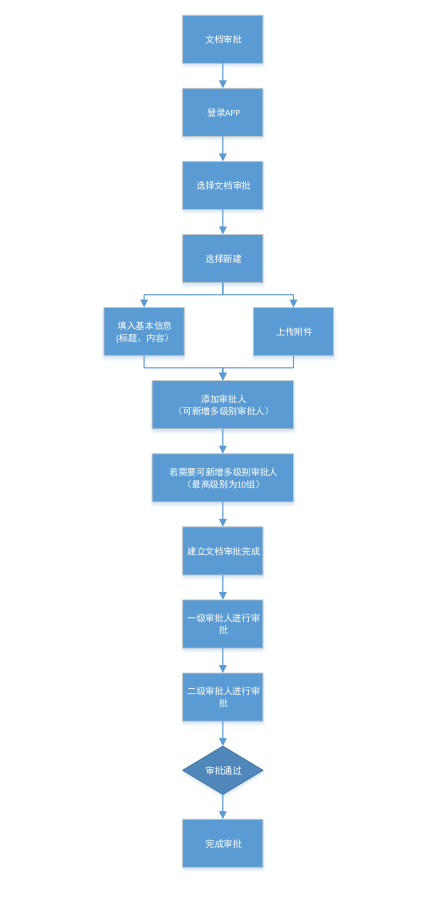 文档审批
登录APP
选择文档审批
选择新建
填入基本信息
(标题、内容）
上传附件
添加审批人
（可新增多级别审批人）
若需要可新增多级别审批人
（最高级别为10组）
建立文档审批完成
一级审批人进行审
批
二级审批人进行审
批
审批通过
完成审批